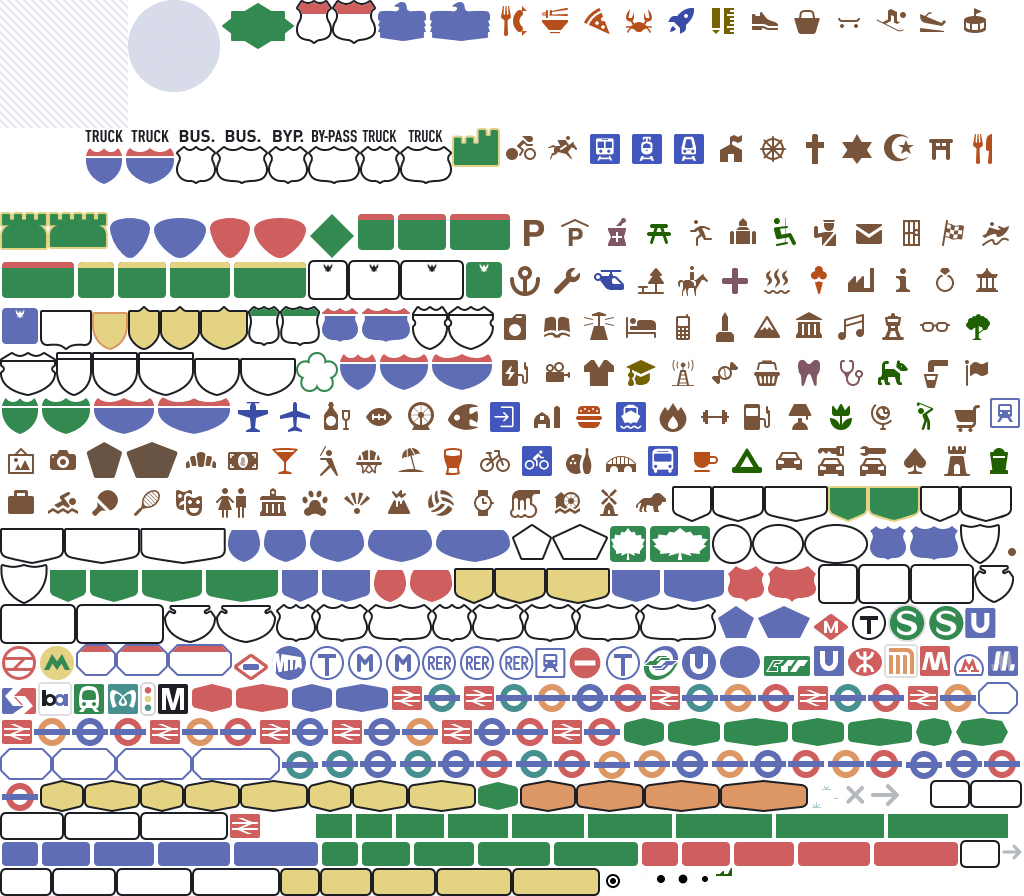 TRUCK TRUCK BUS. BUS. BYP. BY-PASS TRUCK TRUCK
P P
i
M T S S U
M T M M RER RER RER T U U M M
ba M